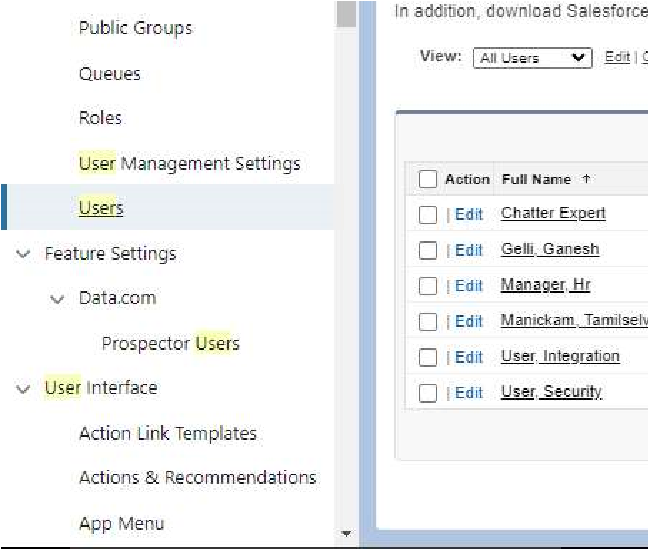 Public Groups
Queues
Roles
User Management Settings
Users
Feature Settings
Data.com
Prospector Users
User Interface
Action Link Templates
Actions & Recommendations
App Menu
In addition, download Salesforce
View: All Users Edit |
Action Full Name ↑
| Edit Chatter Expert
| Edit Gelli, Ganesh
| Edit Manager, Hr
| Edit Manickam, Tamilselv
| Edit User, Integration
| Edit User, Security